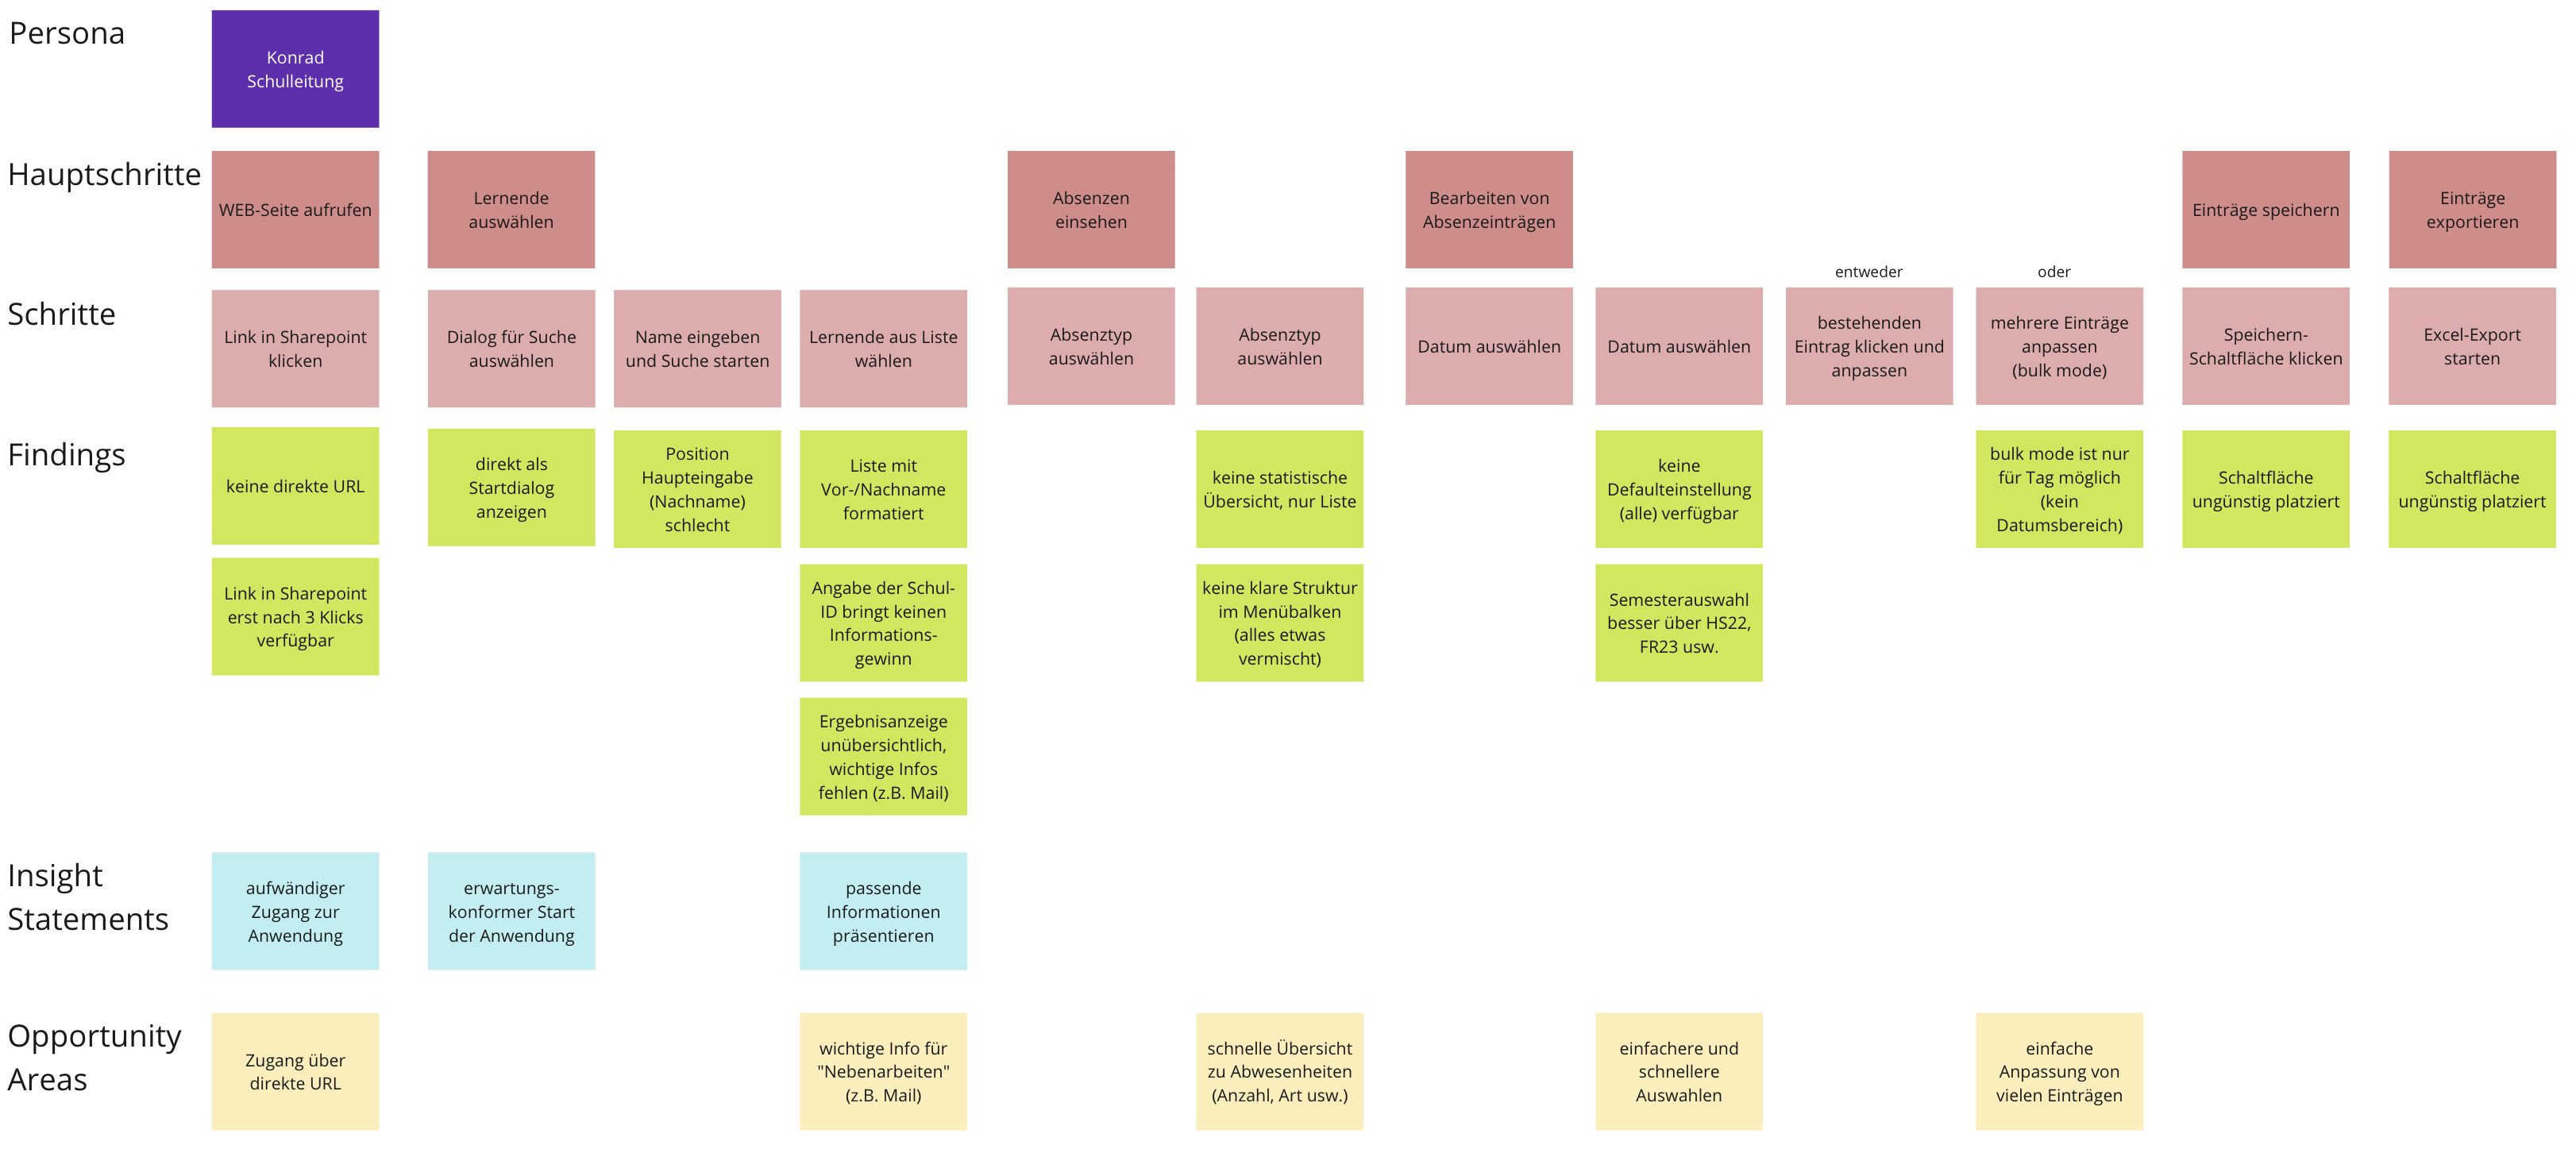 Persona
Konrad
Schulleitung
Hauptschritte
WEB-Seite aufrufen
Lernende
auswählen
Absenzen
einsehen
Bearbeiten von
Absenzeinträgen
Einträge speichern
Einträge
exportieren
entweder
oder
Schritte
Link in Sharepoint
klicken
Dialog für Suche
auswählen
Name eingeben
und Suche starten
Lernende aus Liste
wählen
Absenztyp
auswählen
Absenztyp
auswählen
Datum auswählen
Datum auswählen
bestehenden
Eintrag klicken und
anpassen
mehrere Einträge
anpassen
(bulk mode)
Speichern-
Schaltfläche klicken
Excel-Export
starten
Findings
keine direkte URL
direkt als
Startdialog
anzeigen
Position
Haupteingabe
(Nachname)
schlecht
Liste mit
Vor-/Nachname
formatiert
keine statistische
Übersicht, nur Liste
keine
Defaulteinstellung
(alle) verfügbar
bulk mode ist nur
für Tag möglich
(kein
Datumsbereich)
Schaltfläche
ungünstig platziert
Schaltfläche
ungünstig platziert
Link in Sharepoint
erst nach 3 Klicks
verfügbar
Angabe der Schul-
ID bringt keinen
Informations-
gewinn
keine klare Struktur
im Menübalken
(alles etwas
vermischt)
Semesterauswahl
besser über HS22,
FR23 usw.
Ergebnisanzeige
unübersichtlich,
wichtige Infos
fehlen (z.B. Mail)
Insight
Statements
aufwändiger
Zugang zur
Anwendung
erwartungs-
konformer Start
der Anwendung
passende
Informationen
präsentieren
Opportunity
Areas
Zugang über
direkte URL
wichtige Info für
"Nebenarbeiten"
(z.B. Mail)
schnelle Übersicht
zu Abwesenheiten
(Anzahl, Art usw.)
einfachere und
schnellere
Auswahlen
einfache
Anpassung von
vielen Einträgen